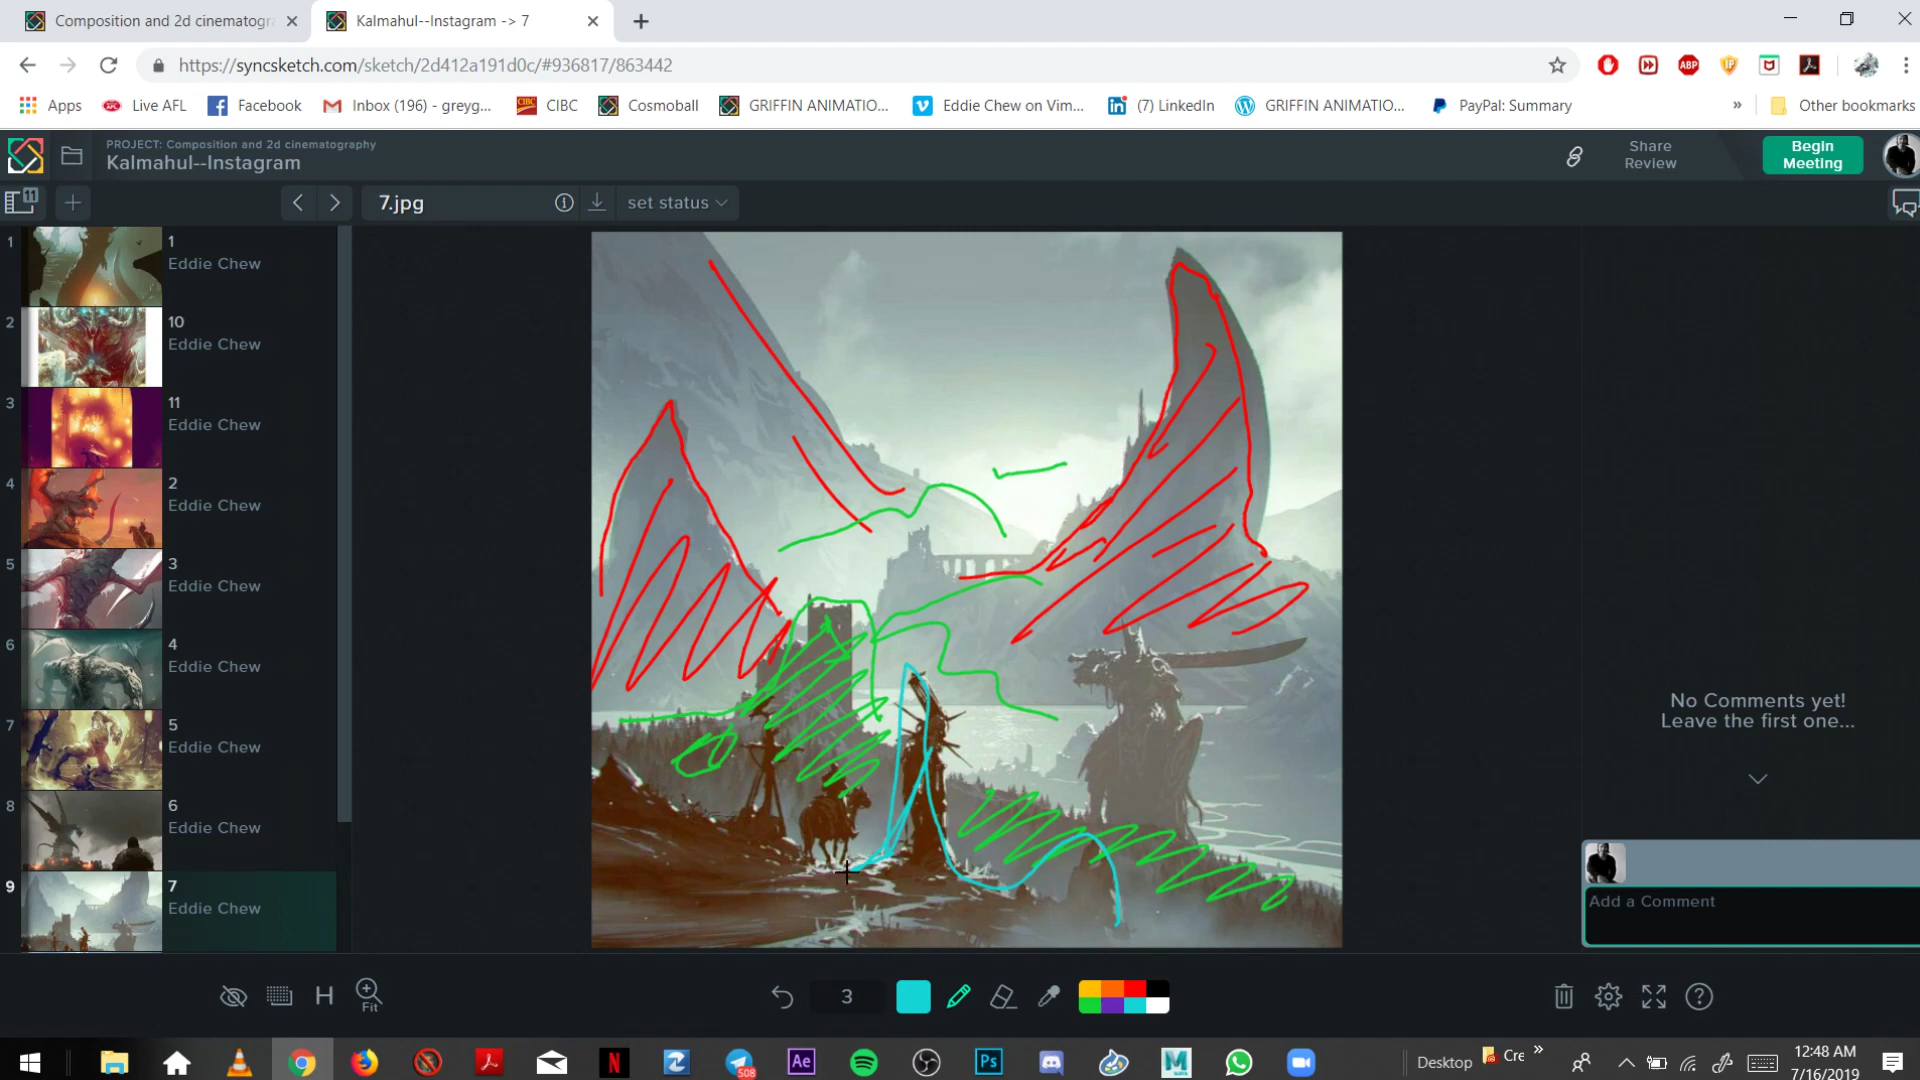 Composition and 2d cinematogr
Kalmahul--Instagram -> 7
https://syncsketch.com/sketch/2d412a191d0c/#936817/863442
ABP
Apps
Live AFL
Facebook
Inbox (196) - greyg...
CIBC
Cosmoball
GRIFFIN ANIMATIO...
Eddie Chew on Vim...
(7) LinkedIn
GRIFFIN ANIMATIO...
PayPal: Summary
»
Other bookmarks
PROJECT: Composition and 2d cinematography
Kalmahul--Instagram
Share
Review
Begin
Meeting
11
7.jpg
set status
1
1
Eddie Chew
2
10
Eddie Chew
3
11
Eddie Chew
4
2
Eddie Chew
5
3
Eddie Chew
6
4
Eddie Chew
7
5
Eddie Chew
8
6
Eddie Chew
9
7
Eddie Chew
No Comments yet!
Leave the first one...
Add a Comment
H
Fit
3
508
Ae
Ps
Desktop
Cre
»
12:48 AM
7/16/2019